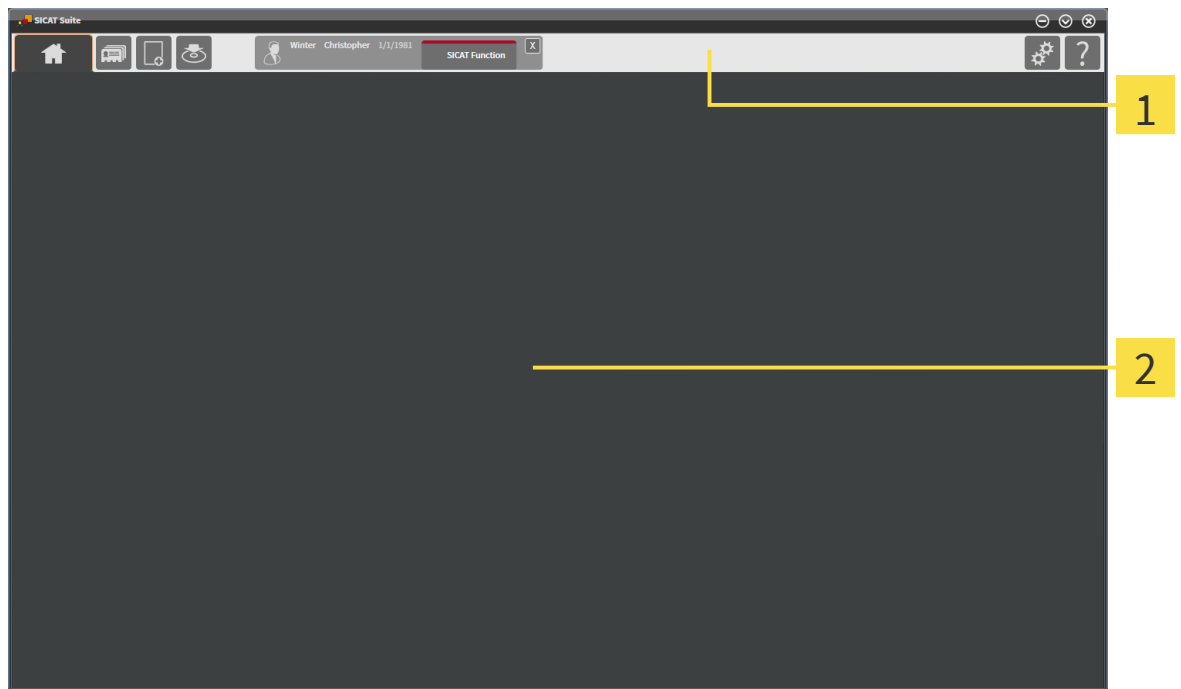 SICAT Suite
Winter Christopher 1/1/1981
SICAT Function
X
?
1
2